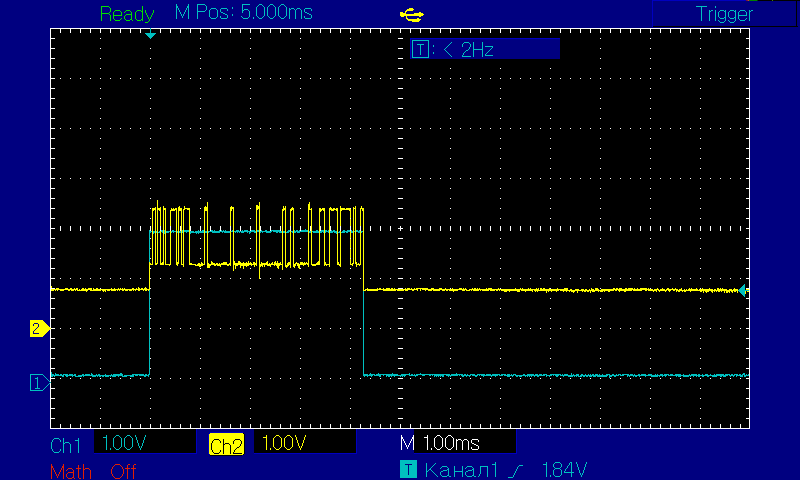 Ready M Pos: 5.000ms Trigger
T: < 2Hz
2
1
Ch1 1.00V Ch2 1.00V M 1.00ms
Math Off T Канал1 1.84V